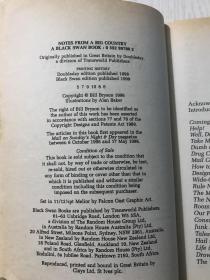 NOTES FROM A BIG COUNTRY
A BLACK SWAN BOOK : 0 552 99786 2
Originally published in Great Britain by Doubleday,
a division of Transworld Publishers
PRINTING HISTORY
Doubleday edition published 1998
Black Swan edition published 1999
Copyright © Bill Bryson 1998
Illustrations by Alan Baker
The right of Bill Bryson to be identified as the author of this work
has been asserted
in accordance with sections 77 and 78 of the
Copyright Designs and Patents Act 1988.
The articles in this book first appeared in the
Mail on Sunday's Night & Day magazine
between 6 October 1996 and 17 May 1998.
Condition of Sale
This book is sold subject to the condition that
it shall not, by way of trade or otherwise, be lent,
re-sold, hired out or otherwise circulated in
any form of binding or cover other than that in
which it is published and without a similar
condition including this condition being
imposed on the subsequent purchaser.
Set in 11/12pt Melior by Falcon Oast Graphic Art.
Black Swan Books are published by Transworld Publishers,
61–63 Uxbridge Road, London W5 5SA,
a division of The Random House Group Ltd,
in Australia by Random House Australia (Pty) Ltd,
20 Alfred Street, Milsons Point, Sydney, NSW 2061, Australia,
in New Zealand by Random House New Zealand Ltd,
18 Poland Road, Glenfield, Auckland 10, New Zealand
and in South Africa by Random House (Pty) Ltd,
Endulini, 5a Jubilee Road, Parktown 2193, South Africa.
Reproduced, printed and bound in Great Britain by
Clays Ltd, St Ives plc.